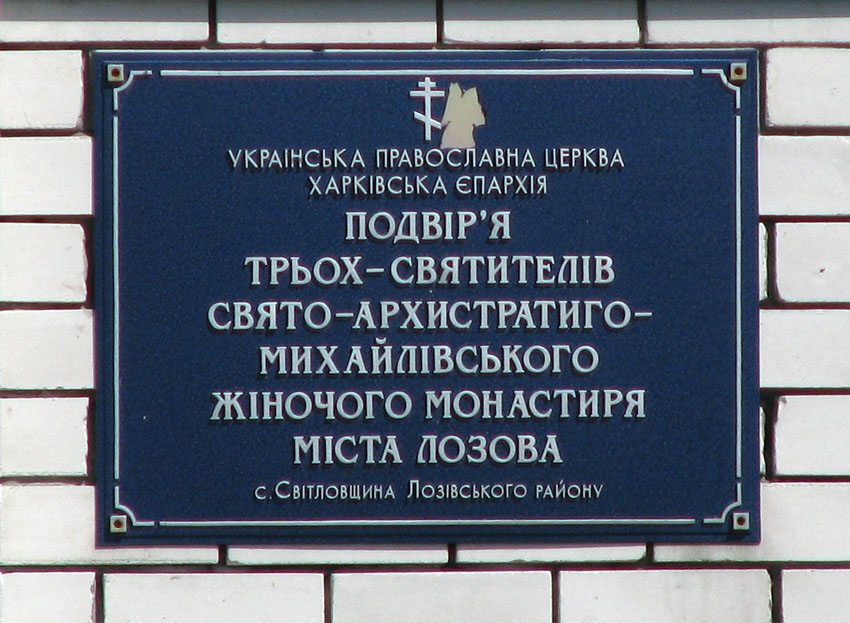 УКРАЇНСЬКА ПРАВОСЛАВНА ЦЕРКВА
ХАРКІВСЬКА ЄПАРХІЯ
ПОДВІР'Я
ТРЬОХ-СВЯТИТЕЛІВ
СВЯТО-АРХИСТРАТИГО-
МИХАЙЛІВСЬКОГО
ЖІНОЧОГО МОНАСТИРЯ
МІСТА ЛОЗОВА
с. Світловщина Лозівського району